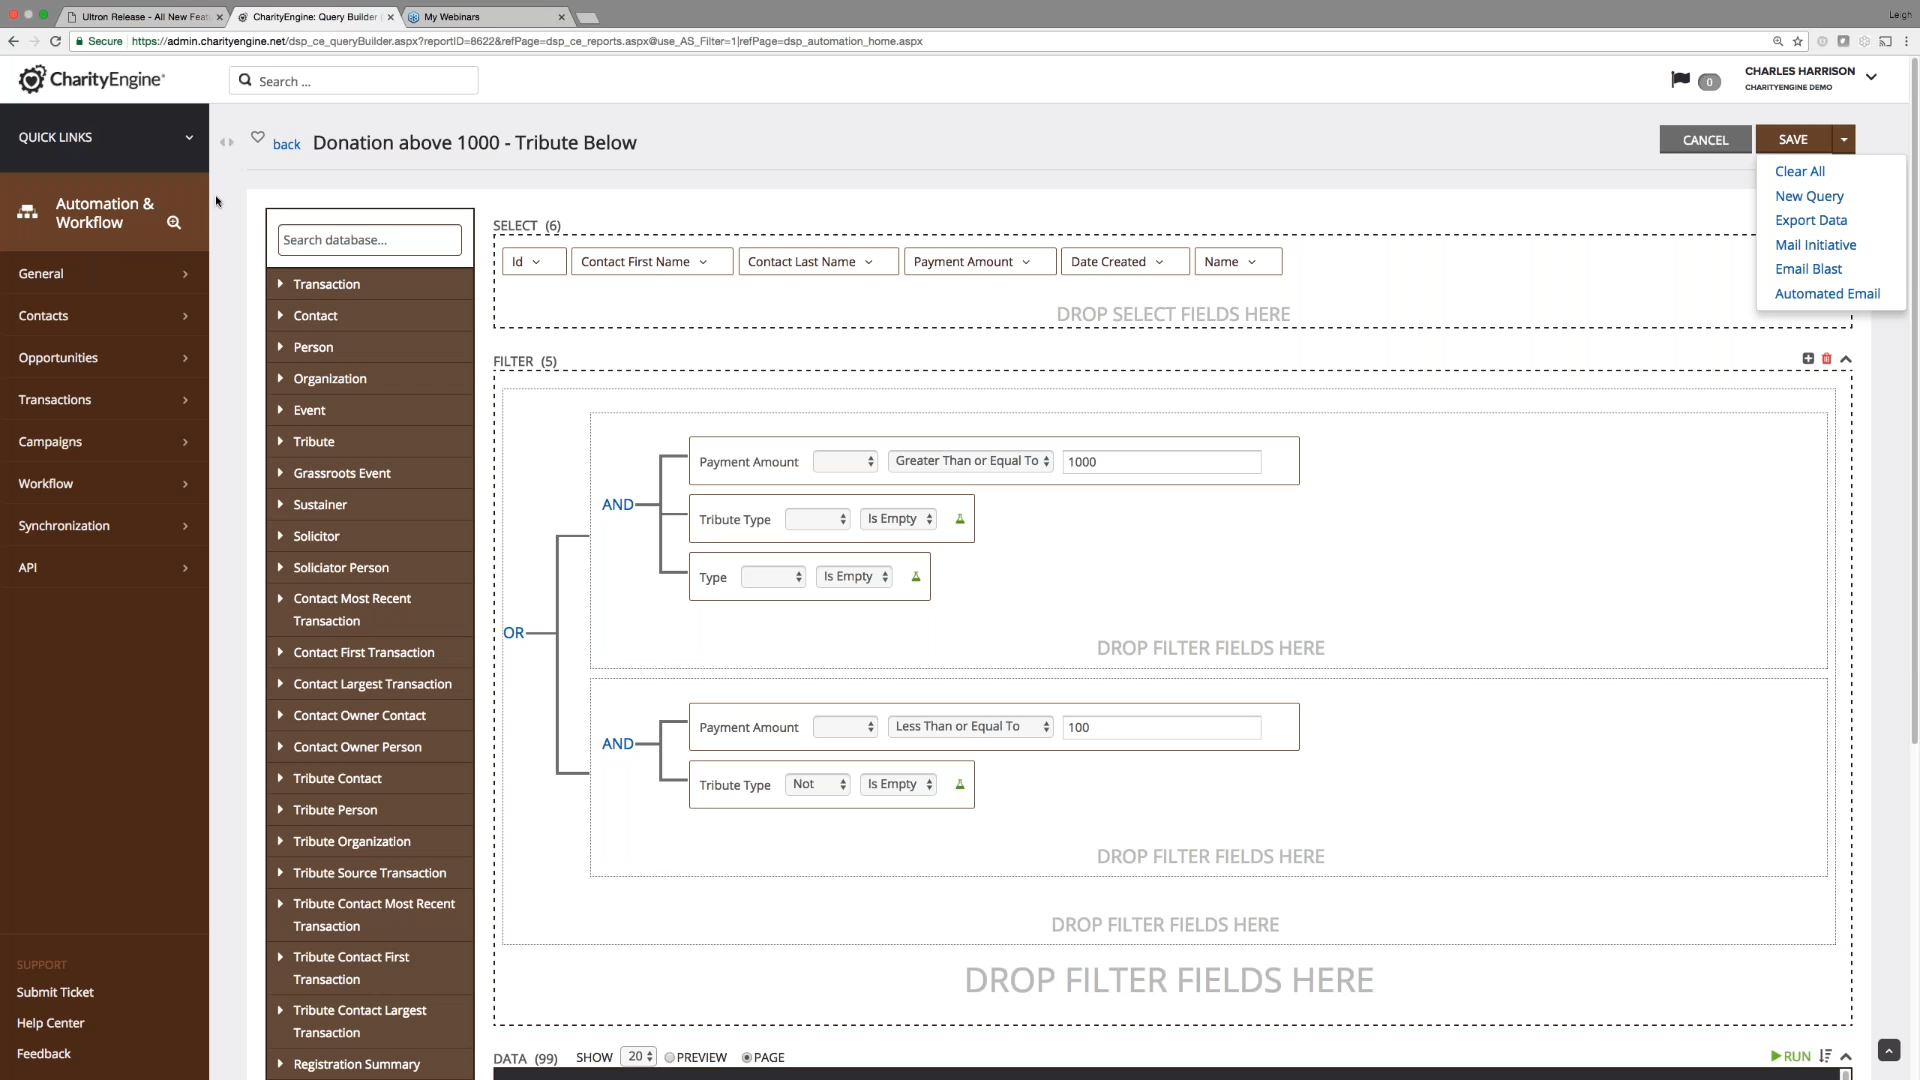 Ultron Release - All New Feat
CharityEngine: Query Builder
My Webinars
Leigh
Secure
https://admin.charityengine.net/dsp_ce_queryBuilder.aspx?reportID=8622&refPage=dsp_ce_reports.aspx@use_AS_Filter=1|refPage=dsp_automation_home.aspx
CharityEngine
Search ...
0
CHARLES HARRISON
CHARITYENGINE DEMO
QUICK LINKS
back
Donation above 1000 - Tribute Below
CANCEL
SAVE
Clear All
New Query
Export Data
Mail Initiative
Email Blast
Automated Email
Automation &
Workflow
General
Contacts
Opportunities
Transactions
Campaigns
Workflow
Synchronization
API
SUPPORT
Submit Ticket
Help Center
Feedback
Search database...
Transaction
Contact
Person
Organization
Event
Tribute
Grassroots Event
Sustainer
Solicitor
Soliciator Person
Contact Most Recent
Transaction
Contact First Transaction
Contact Largest Transaction
Contact Owner Contact
Contact Owner Person
Tribute Contact
Tribute Person
Tribute Organization
Tribute Source Transaction
Tribute Contact Most Recent
Transaction
Tribute Contact First
Transaction
Tribute Contact Largest
Transaction
Registration Summary
SELECT (6)
Id
Contact First Name
Contact Last Name
Payment Amount
Date Created
Name
DROP SELECT FIELDS HERE
FILTER (5)
OR
AND
Payment Amount
Greater Than or Equal To
1000
Tribute Type
Is Empty
Type
Is Empty
DROP FILTER FIELDS HERE
AND
Payment Amount
Less Than or Equal To
100
Tribute Type
Not
Is Empty
DROP FILTER FIELDS HERE
DROP FILTER FIELDS HERE
DROP FILTER FIELDS HERE
DATA (99)
SHOW
20
PREVIEW
PAGE
RUN